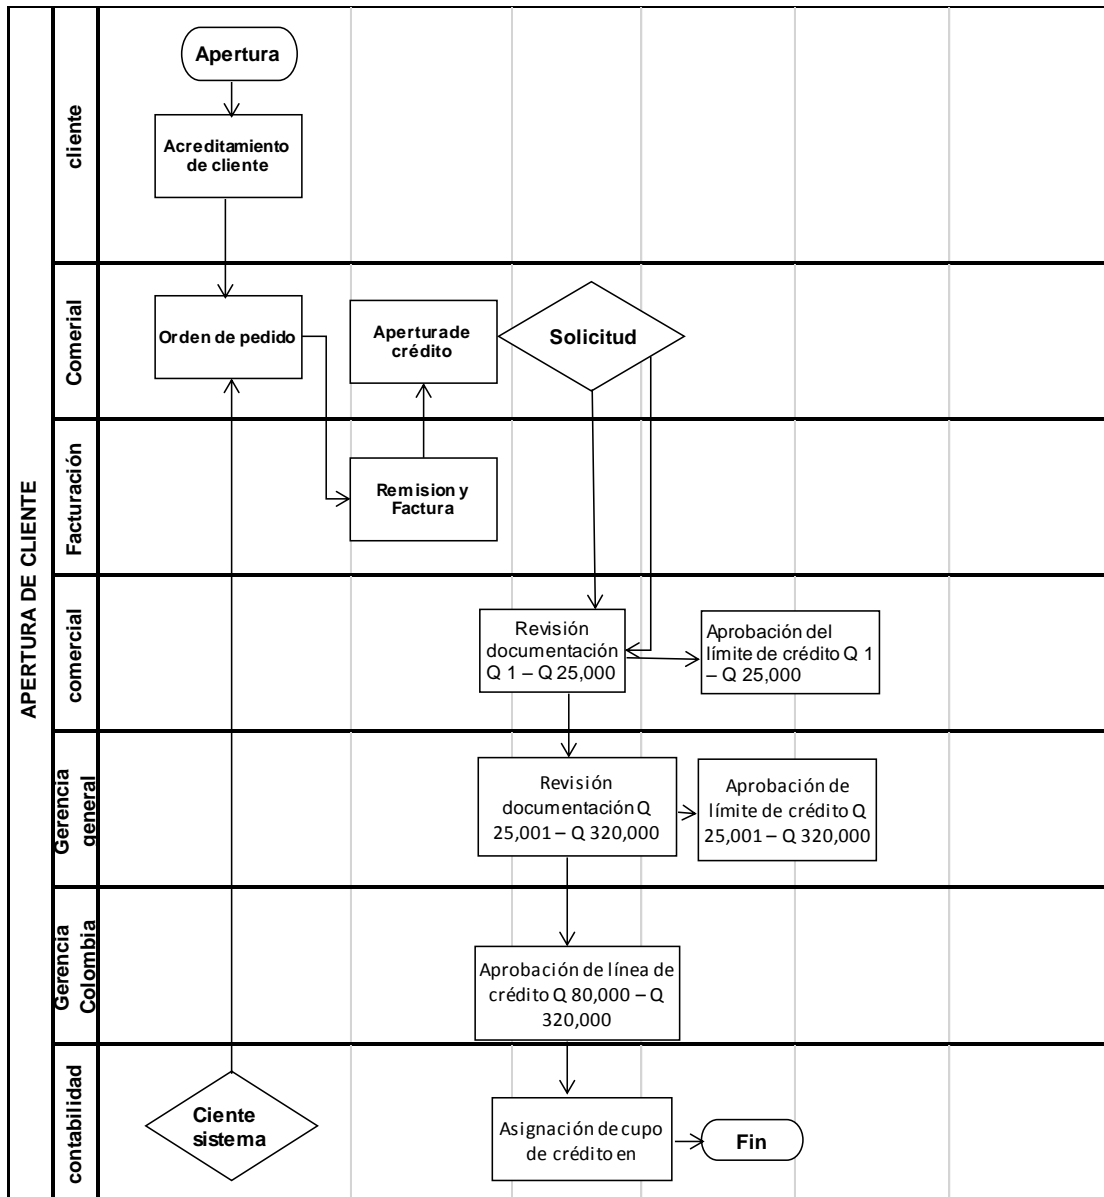 APERTURA DE CLIENTE
cliente
Apertura
Acreditamiento
de cliente
Comerial
Orden de pedido
Aperturade
crédito
Solicitud
Facturación
Remision y
Factura
comercial
Revisión
documentación
Q 1 – Q 25,000
Aprobación del
límite de crédito Q 1
– Q 25,000
Gerencia
general
Revisión
documentación Q
25,001 – Q 320,000
Aprobación de
límite de crédito Q
25,001 – Q 320,000
Gerencia
Colombia
Aprobación de línea de
crédito Q 80,000 – Q
320,000
contabilidad
Ciente
sistema
Asignación de cupo
de crédito en
Fin